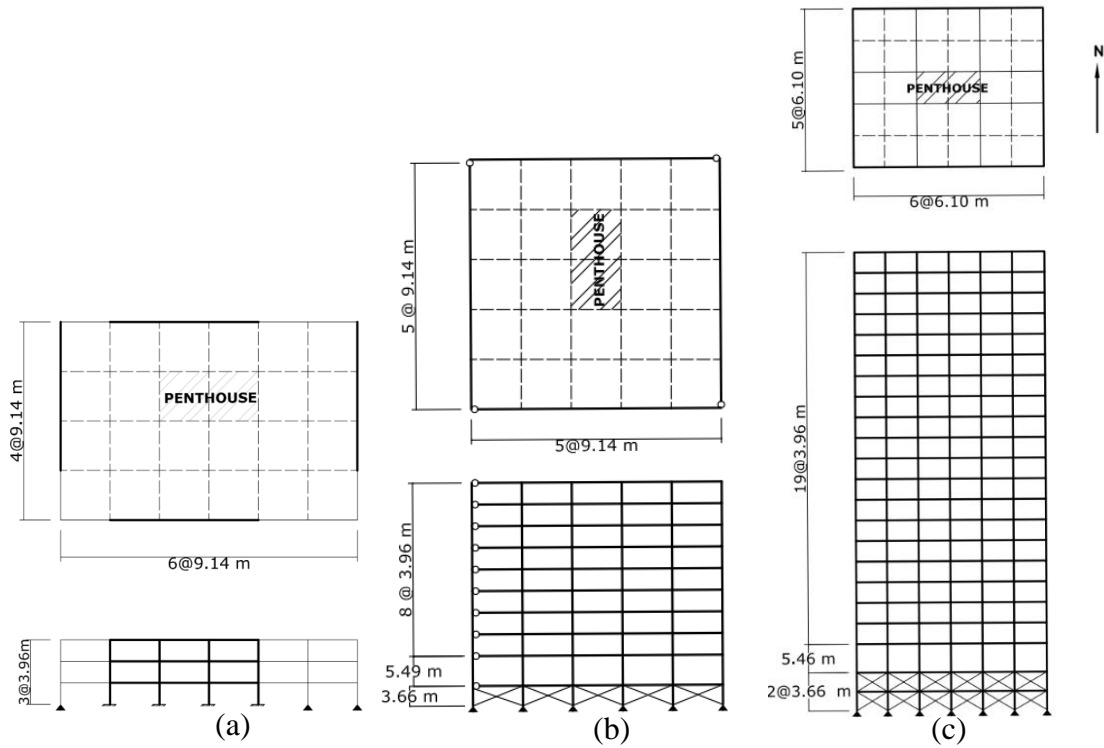 4@9.14 m
PENTHOUSE
6@9.14 m
3@3.96m
(a)
5 @ 9.14 m
PENTHOUSE
5@9.14 m
8 @ 3.96 m
5.49 m
3.66 m
(b)
5@6.10 m
PENTHOUSE
6@6.10 m
N
19@3.96 m
5.46 m
2@3.66 m
(c)